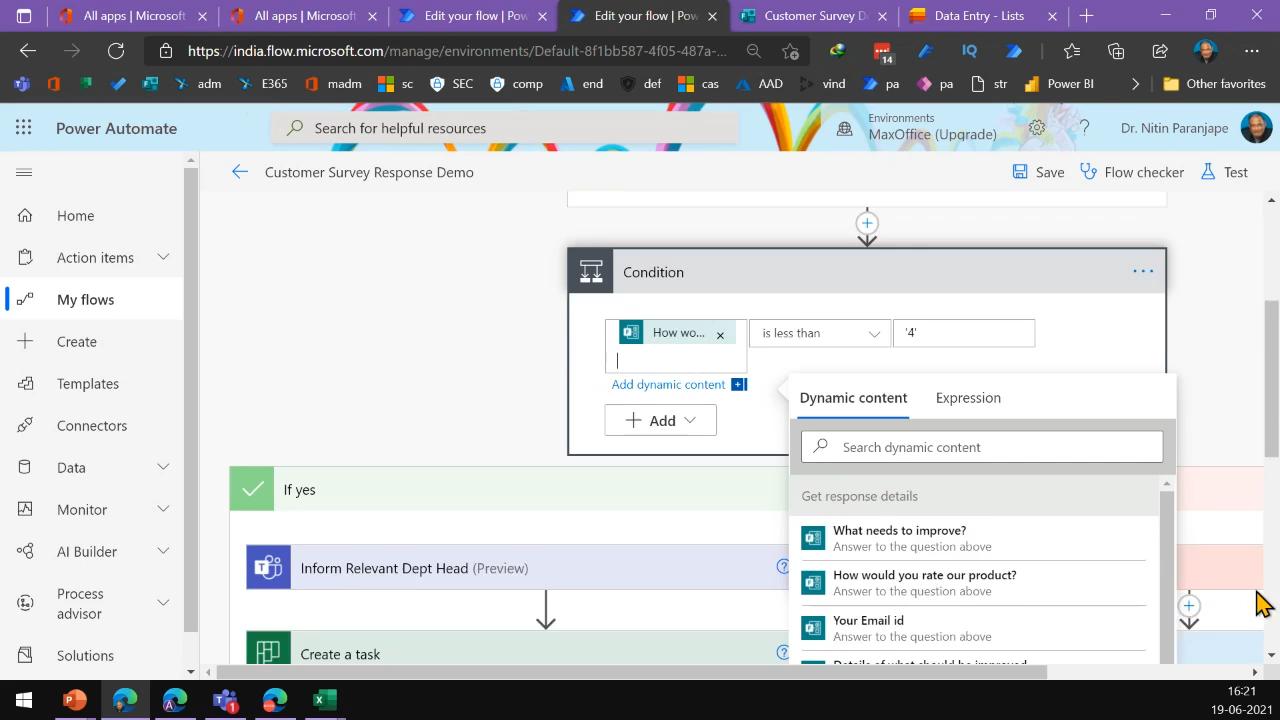 All apps | Microsoft
All apps | Microsoft
Edit your flow | Pow
Edit your flow | Pow
Customer Survey D
Data Entry - Lists
https://india.flow.microsoft.com/manage/environments/Default-8f1bb587-4f05-487a-...
14
IQ
adm
E365
madm
sc
SEC
comp
end
def
cas
AAD
vind
pa
pa
str
Power BI
Other favorites
Power Automate
Search for helpful resources
Environments
MaxOffice (Upgrade)
Dr. Nitin Paranjape
Customer Survey Response Demo
Save
Flow checker
Test
Home
Action items
My flows
Create
Templates
Connectors
Data
Monitor
AI Builder
Process
advisor
Solutions
Condition
How wo...
is less than
'4'
Add dynamic content
Add
Dynamic content
Expression
Search dynamic content
Get response details
What needs to improve?
Answer to the question above
How would you rate our product?
Answer to the question above
Your Email id
Answer to the question above
Details of what should be improved
If yes
Inform Relevant Dept Head (Preview)
Create a task
1
16:21
19-06-2021